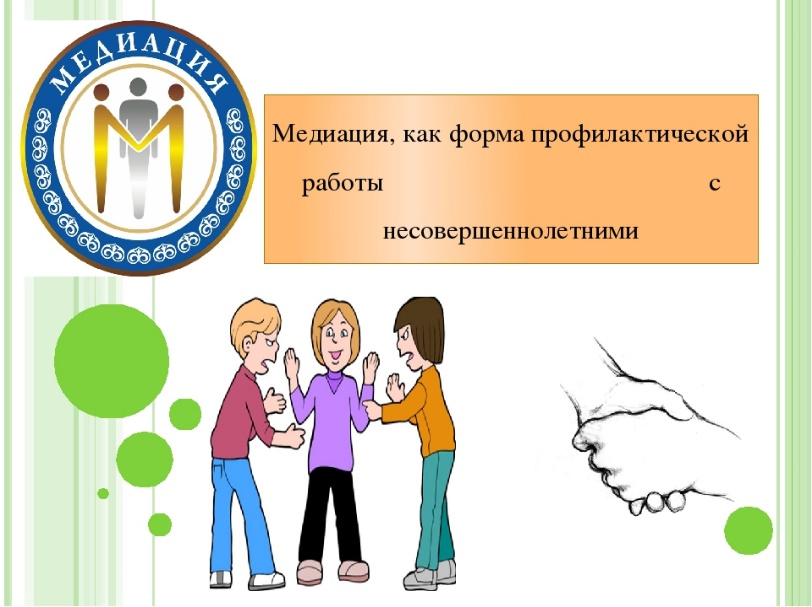 МЕДИАЦИЯ
Медиация, как форма профилактической
работы с
несовершеннолетними